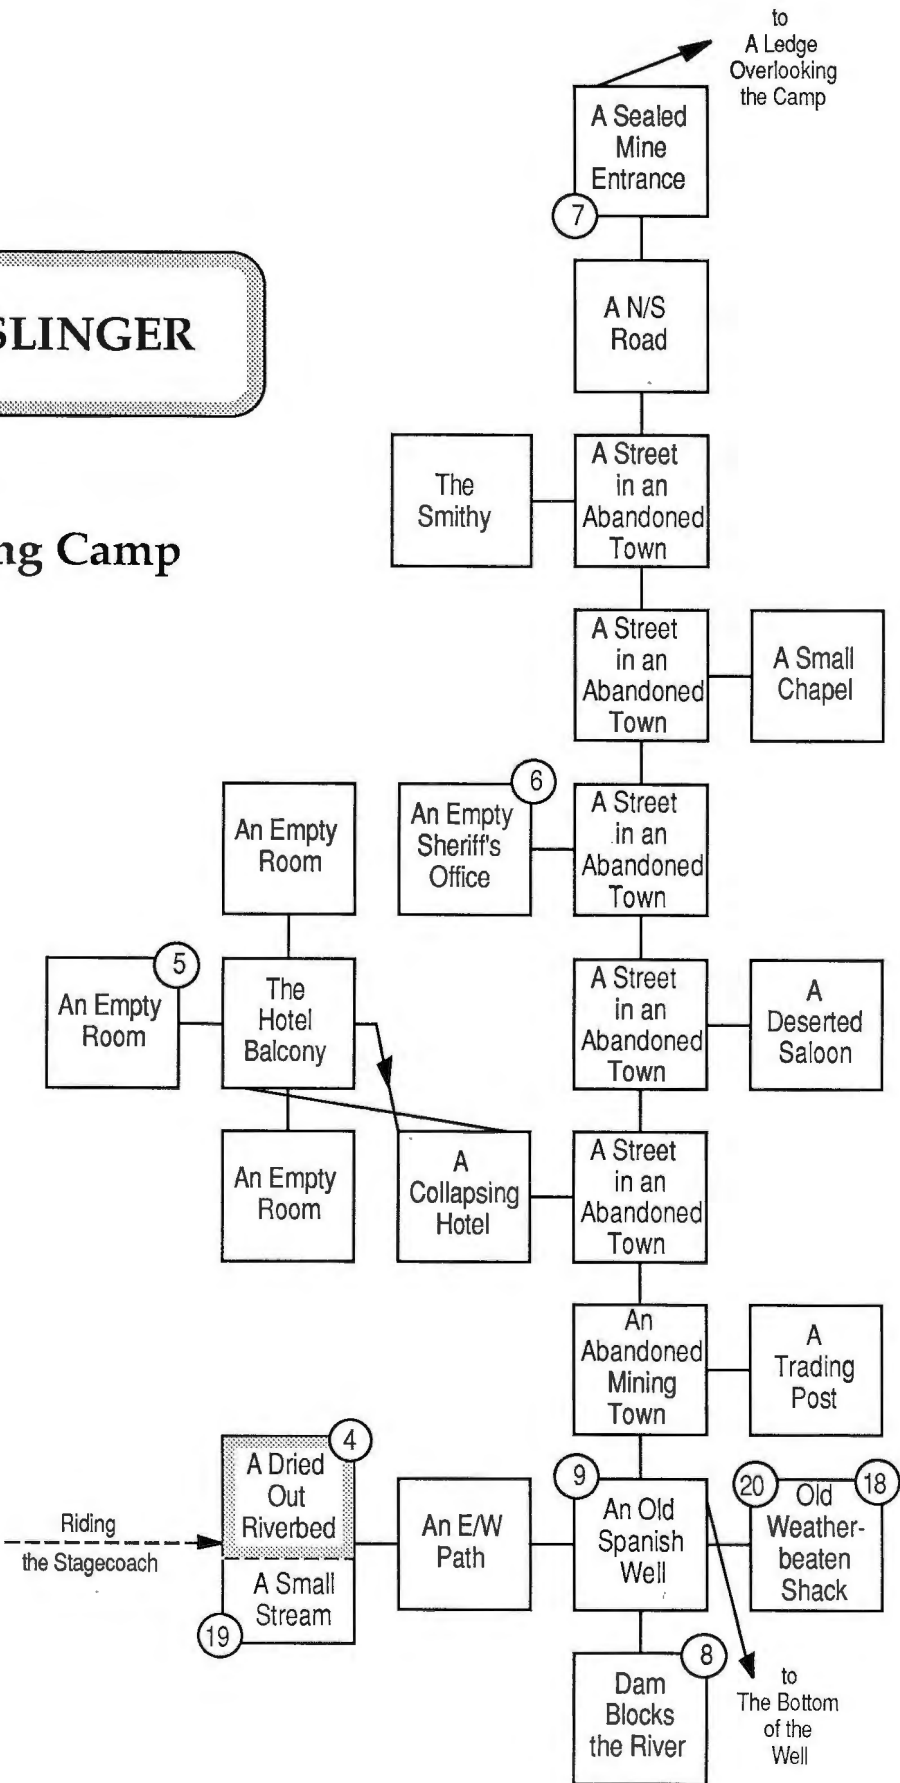 to
A Ledge
Overlooking
the Camp
A Sealed
Mine
Entrance
7
A N/S
Road
SLINGER
ng Camp
The
Smithy
A Street
in an
Abandoned
Town
A Street
in an
Abandoned
Town
A Small
Chapel
6
An Empty
Sheriff's
Office
A Street
in an
Abandoned
Town
An Empty
Room
5
An Empty
Room
The
Hotel
Balcony
A Street
in an
Abandoned
Town
A
Deserted
Saloon
An Empty
Room
A
Collapsing
Hotel
A Street
in an
Abandoned
Town
An
Abandoned
Mining
Town
A
Trading
Post
Riding
the Stagecoach
4
A Dried
Out
Riverbed
A Small
Stream
19
An E/W
Path
9
An Old
Spanish
Well
20
18
Old
Weather-
beaten
Shack
8
Dam
Blocks
the River
to
The Bottom
of the
Well